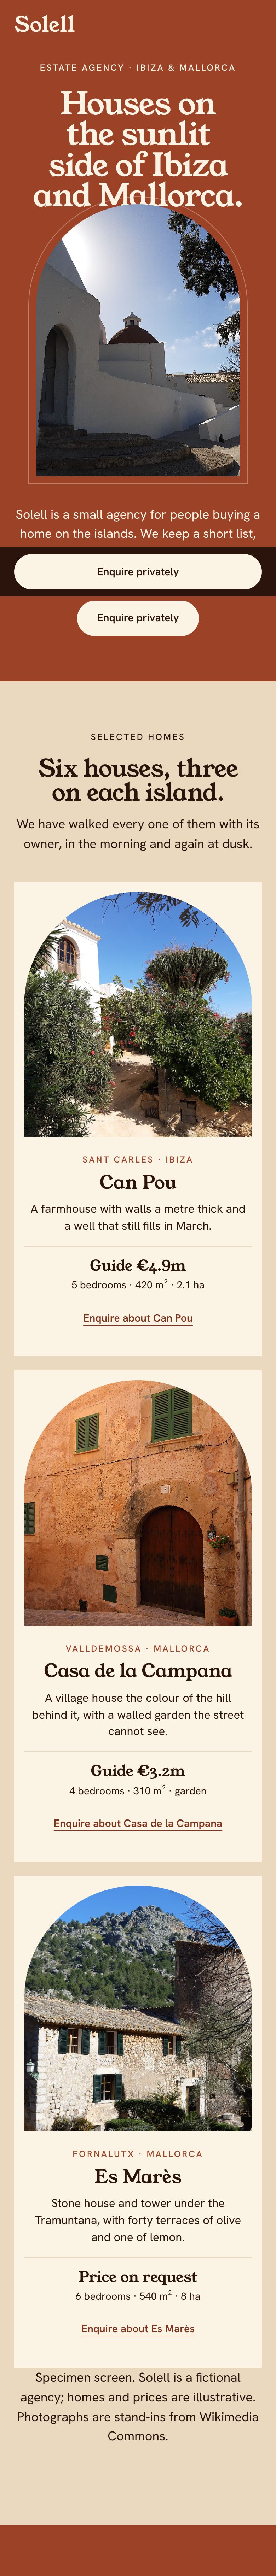 Solell
ESTATE AGENCY · IBIZA & MALLORCA
Houses on
the sunlit
side of Ibiza
and Mallorca.
Solell is a small agency for people buying a
home on the islands. We keep a short list,
Enquire privately
Enquire privately
SELECTED HOMES
Six houses, three
on each island.
We have walked every one of them with its
owner, in the morning and again at dusk.
SANT CARLES · IBIZA
Can Pou
A farmhouse with walls a metre thick and
a well that still fills in March.
Guide €4.9m
5 bedrooms · 420 m² · 2.1 ha
Enquire about Can Pou
VALLDEMOSSA · MALLORCA
Casa de la Campana
A village house the colour of the hill
behind it, with a walled garden the street
cannot see.
Guide €3.2m
4 bedrooms · 310 m² · garden
Enquire about Casa de la Campana
FORNALUTX · MALLORCA
Es Marès
Stone house and tower under the
Tramuntana, with forty terraces of olive
and one of lemon.
Price on request
6 bedrooms · 540 m² · 8 ha
Enquire about Es Marès
Specimen screen. Solell is a fictional
agency; homes and prices are illustrative.
Photographs are stand-ins from Wikimedia
Commons.